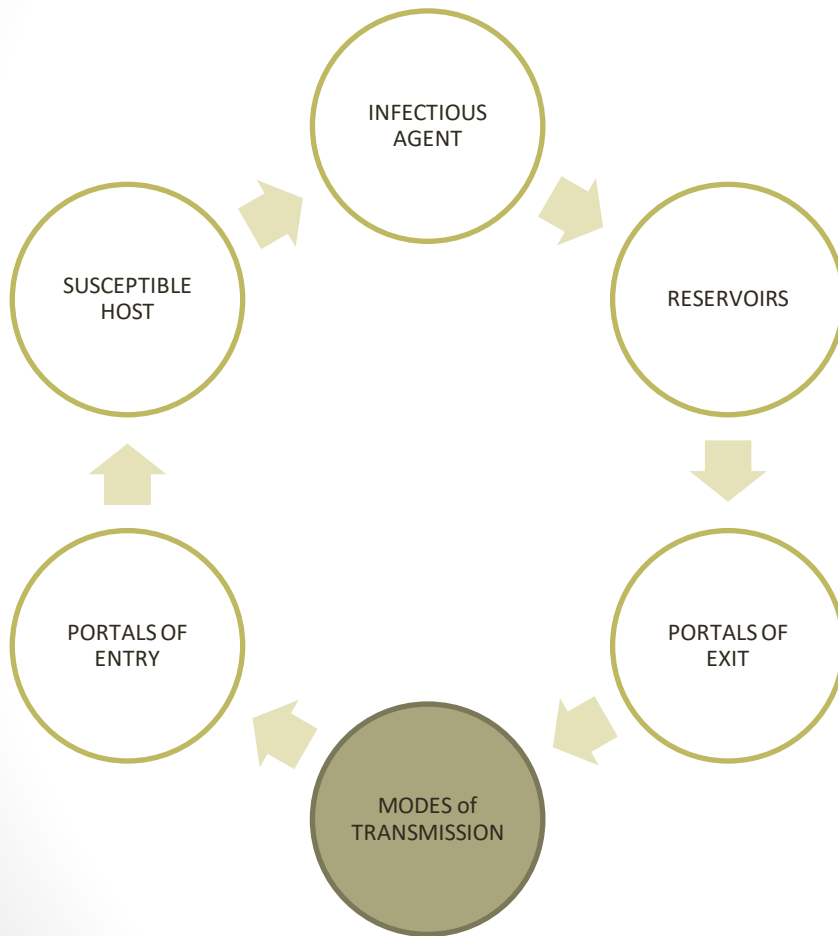 INFECTIOUS
AGENT
RESERVOIRS
PORTALS OF
EXIT
MODES of
TRANSMISSION
PORTALS OF
ENTRY
SUSCEPTIBLE
HOST